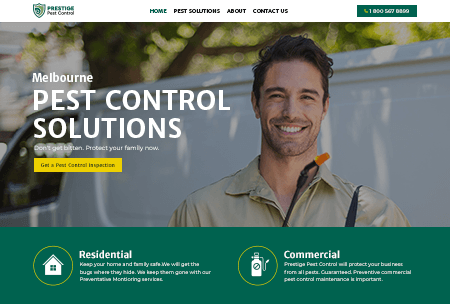 PRESTIGE
Pest Control
HOME PEST SOLUTIONS ABOUT CONTACT US
1 800 567 8899
Melbourne
PEST CONTROL
SOLUTIONS
Don't get bitten. Protect your family now.
Get a Pest Control Inspection
Residential
Keep your home and family safe.We will get the
bugs where they hide. We keep them gone with our
Preventative Monitioring services.
Commercial
Prestige Pest Control will protect your business
from all pests. Guaranteed. Preventive commercial
pest control maintenance is important.